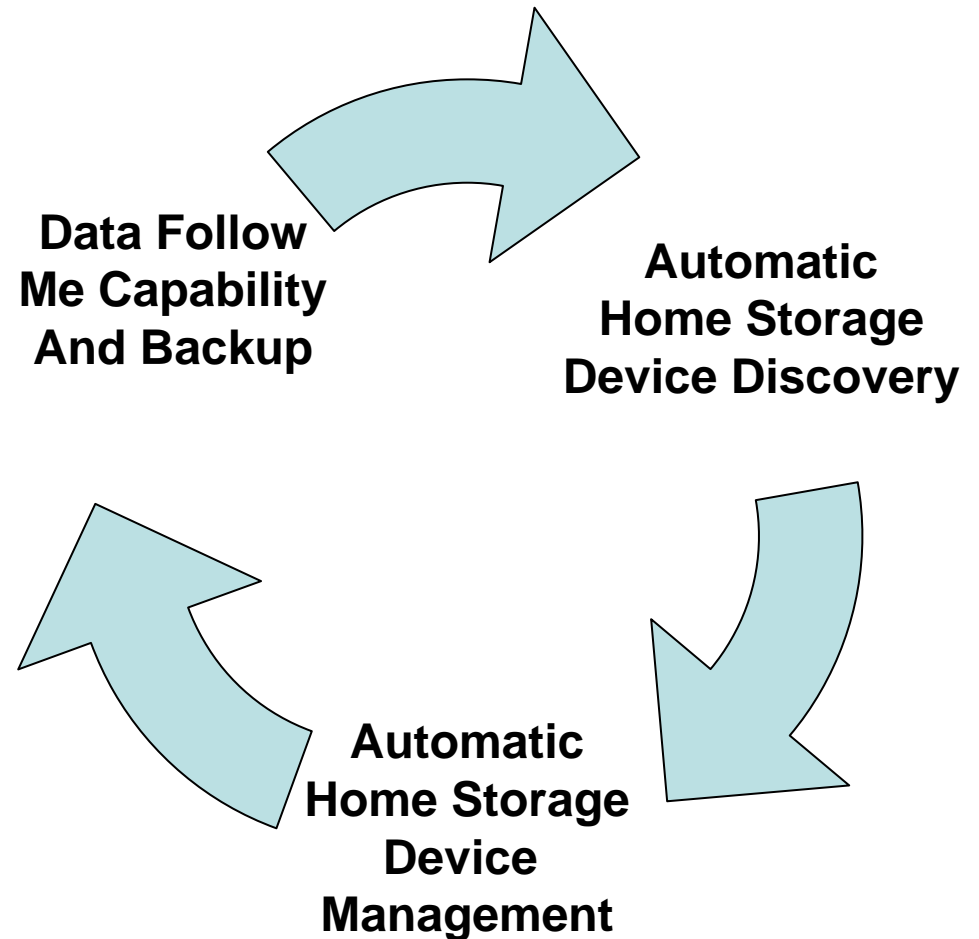 Data Follow
Me Capability
And Backup
Automatic
Home Storage
Device Discovery
Automatic
Home Storage
Device
Management